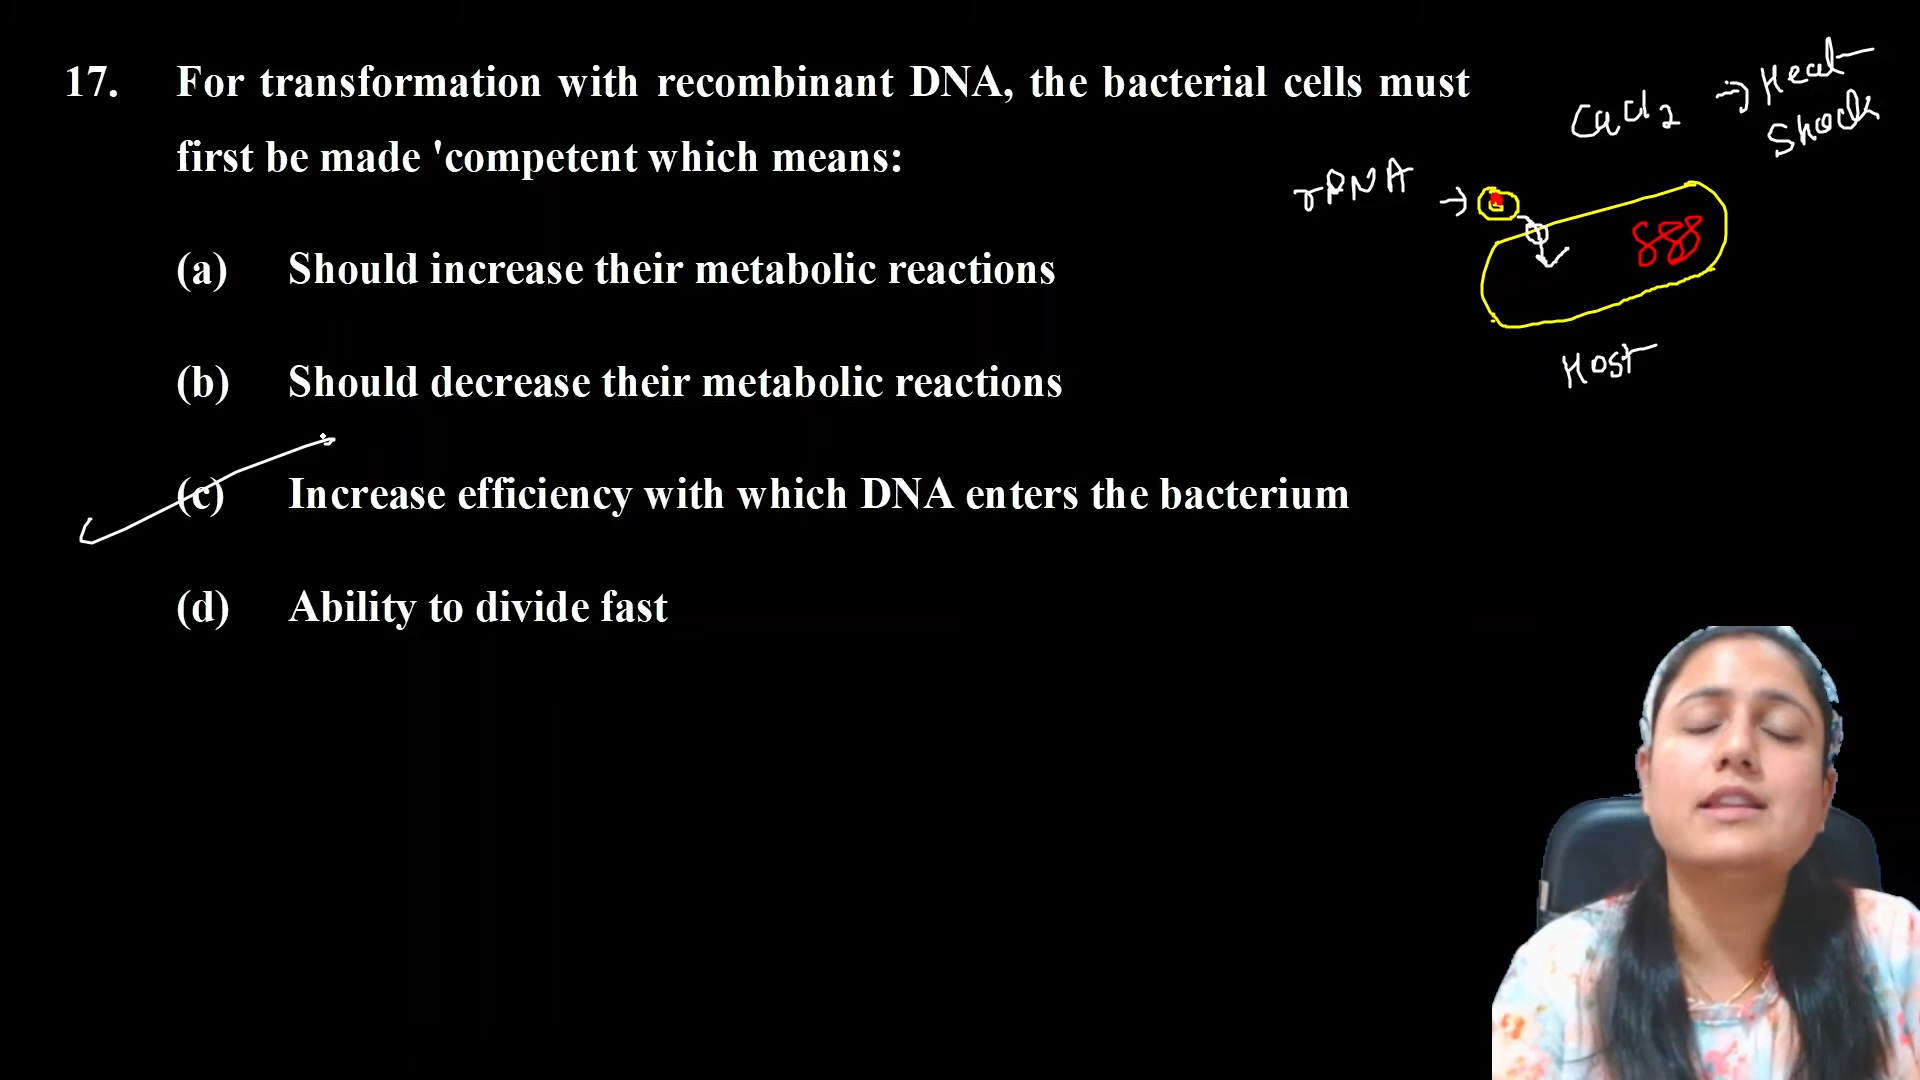 17. For transformation with recombinant DNA, the bacterial cells must
first be made 'competent which means:
(a) Should increase their metabolic reactions
(b) Should decrease their metabolic reactions
(c) Increase efficiency with which DNA enters the bacterium
(d) Ability to divide fast
CaCl2 → Heat
Shock
rDNA →
Host